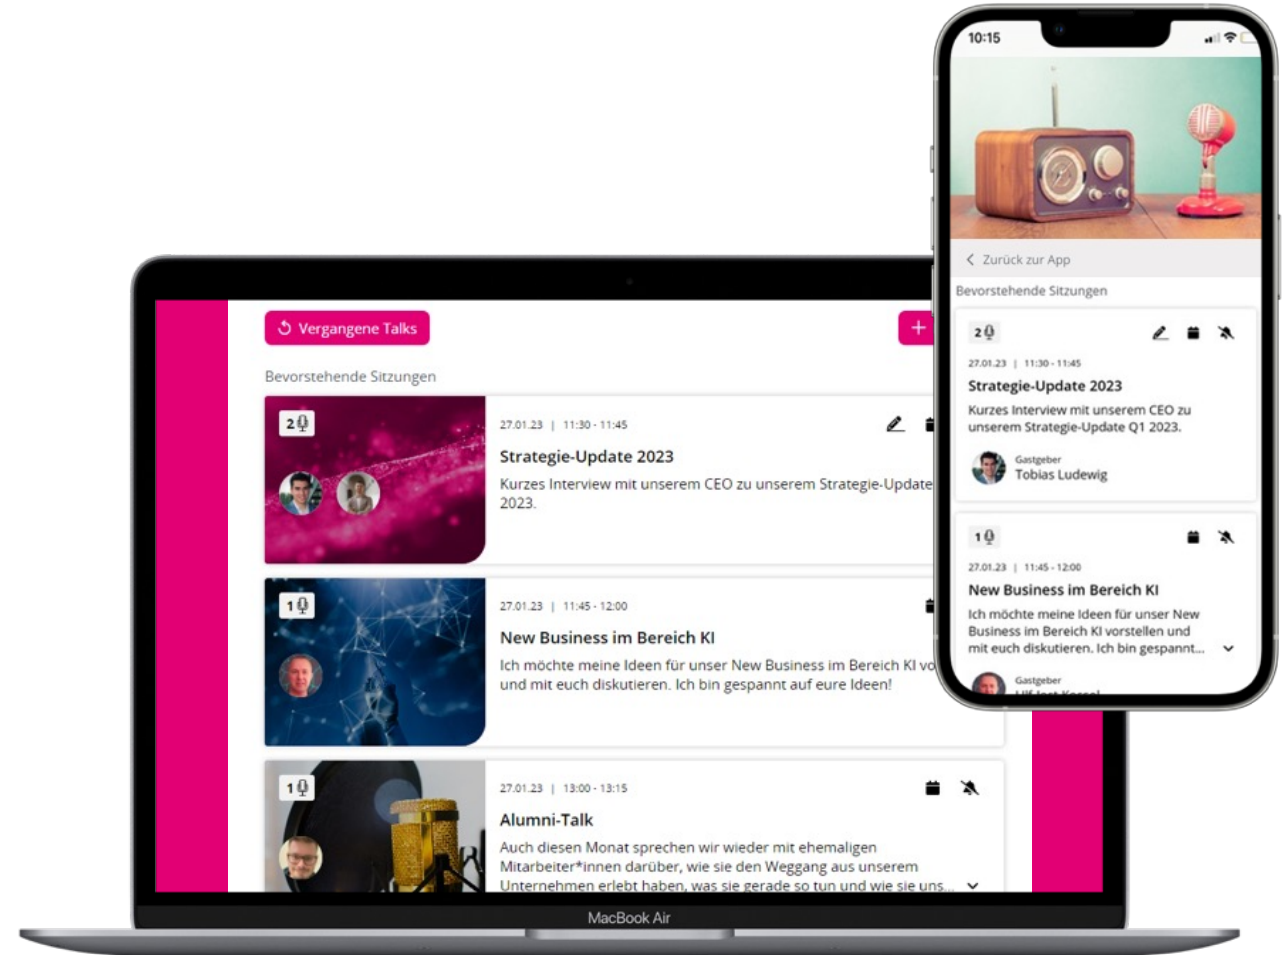 Vergangene Talks
+
Bevorstehende Sitzungen
2
27.01.23 | 11:30 - 11:45
Strategie-Update 2023
Kurzes Interview mit unserem CEO zu unserem Strategie-Update
2023.
1
27.01.23 | 11:45 - 12:00
New Business im Bereich KI
Ich möchte meine Ideen für unser New Business im Bereich KI
und mit euch diskutieren. Ich bin gespannt auf eure Ideen!
1
27.01.23 | 13:00 - 13:15
Alumni-Talk
Auch diesen Monat sprechen wir wieder mit ehemaligen
Mitarbeiter*innen darüber, wie sie den Weggang aus unserem
Unternehmen erlebt haben, was sie gerade so tun und wie sie uns...
MacBook Air
10:15
Zurück zur App
Bevorstehende Sitzungen
2
27.01.23 | 11:30 - 11:45
Strategie-Update 2023
Kurzes Interview mit unserem CEO zu
unserem Strategie-Update Q1 2023.
Gastgeber
Tobias Ludewig
1
27.01.23 | 11:45 - 12:00
New Business im Bereich KI
Ich möchte meine Ideen für unser New
Business im Bereich KI vorstellen und
mit euch diskutieren. Ich bin gespannt...
Gastgeber